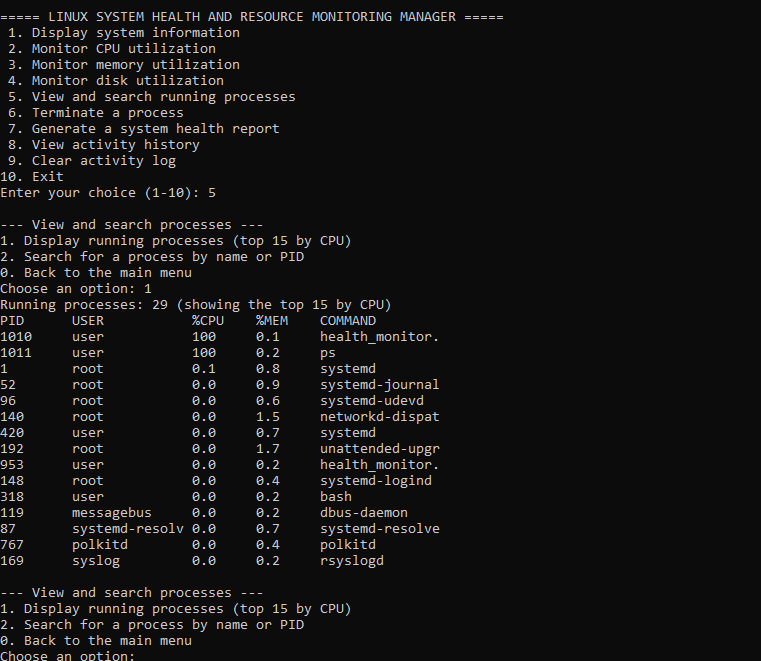 ===== LINUX SYSTEM HEALTH AND RESOURCE MONITORING MANAGER =====
 1. Display system information
 2. Monitor CPU utilization
 3. Monitor memory utilization
 4. Monitor disk utilization
 5. View and search running processes
 6. Terminate a process
 7. Generate a system health report
 8. View activity history
 9. Clear activity log
10. Exit
Enter your choice (1-10): 5

--- View and search processes ---
1. Display running processes (top 15 by CPU)
2. Search for a process by name or PID
0. Back to the main menu
Choose an option: 1
Running processes: 29 (showing the top 15 by CPU)
PID      USER           %CPU    %MEM    COMMAND
1010     user           100     0.1     health_monitor.
1011     user           100     0.2     ps
1        root           0.1     0.8     systemd
52       root           0.0     0.9     systemd-journal
96       root           0.0     0.6     systemd-udevd
140      root           0.0     1.5     networkd-dispat
420      user           0.0     0.7     systemd
192      root           0.0     1.7     unattended-upgr
953      user           0.0     0.2     health_monitor.
148      root           0.0     0.4     systemd-logind
318      user           0.0     0.2     bash
119      messagebus     0.0     0.2     dbus-daemon
87       systemd-resolv 0.0     0.7     systemd-resolve
767      polkitd        0.0     0.4     polkitd
169      syslog         0.0     0.2     rsyslogd

--- View and search processes ---
1. Display running processes (top 15 by CPU)
2. Search for a process by name or PID
0. Back to the main menu
Choose an option: